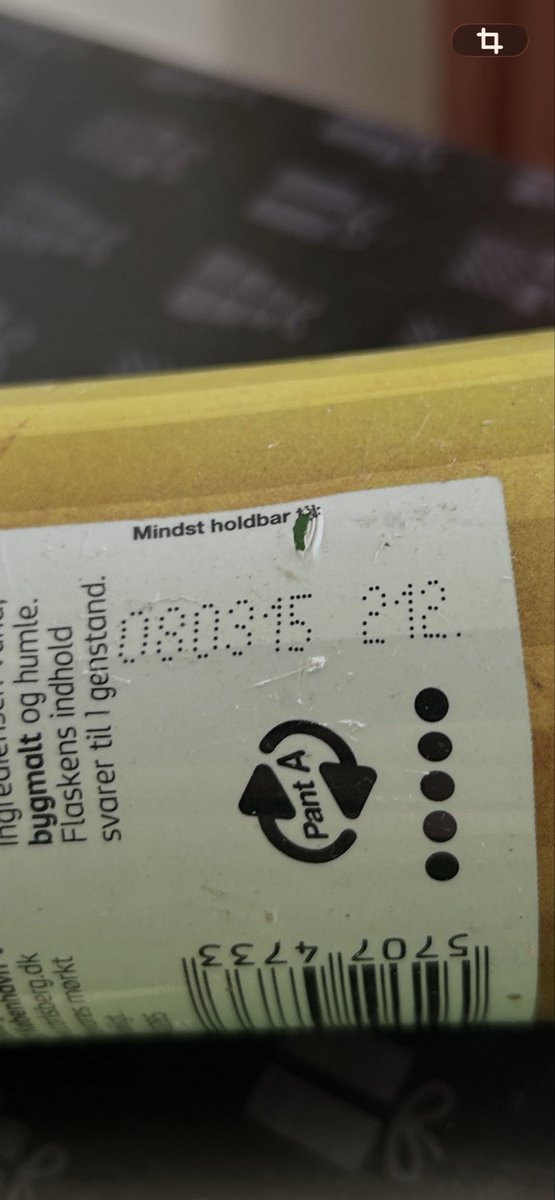 Mindst holdbar til:
080315 212.
bygmalt og humle.
Flaskens indhold
svarer til 1 genstand.
Pant A
5707 4733